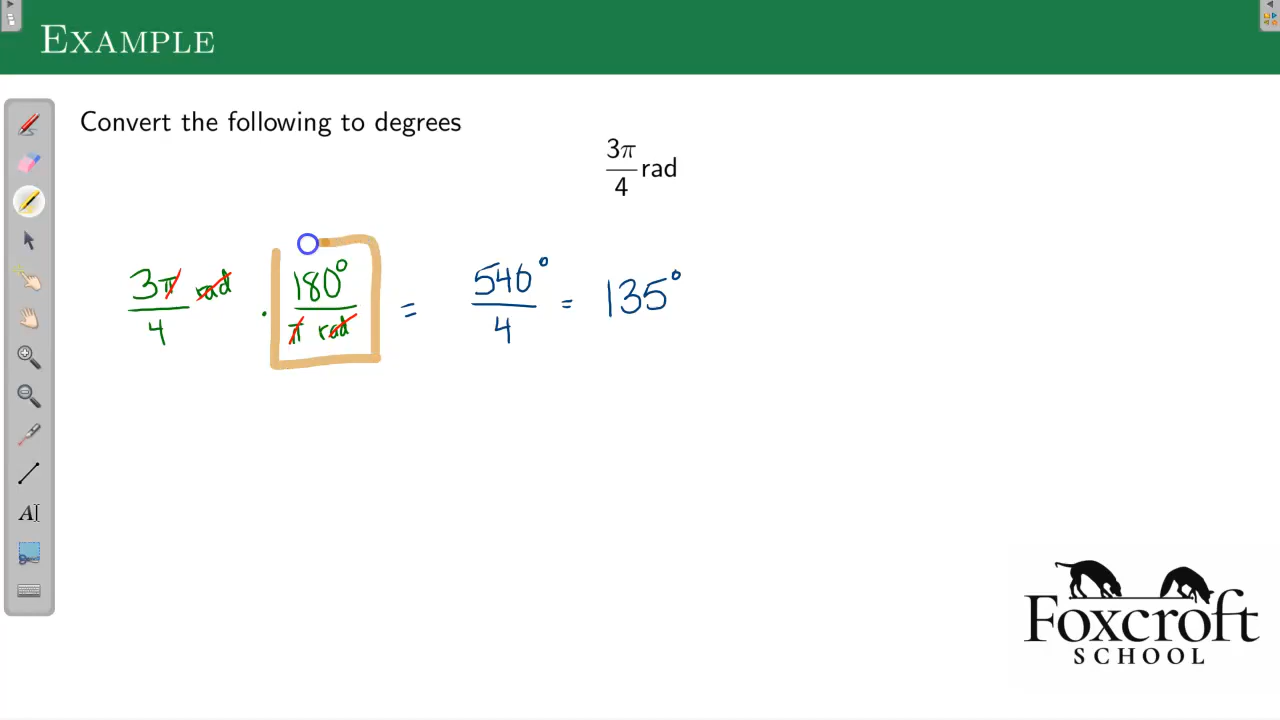 EXAMPLE
Convert the following to degrees
3π/4 rad
3π/4 rad · 180°/π rad = 540°/4 = 135°
AI
Foxcroft
SCHOOL